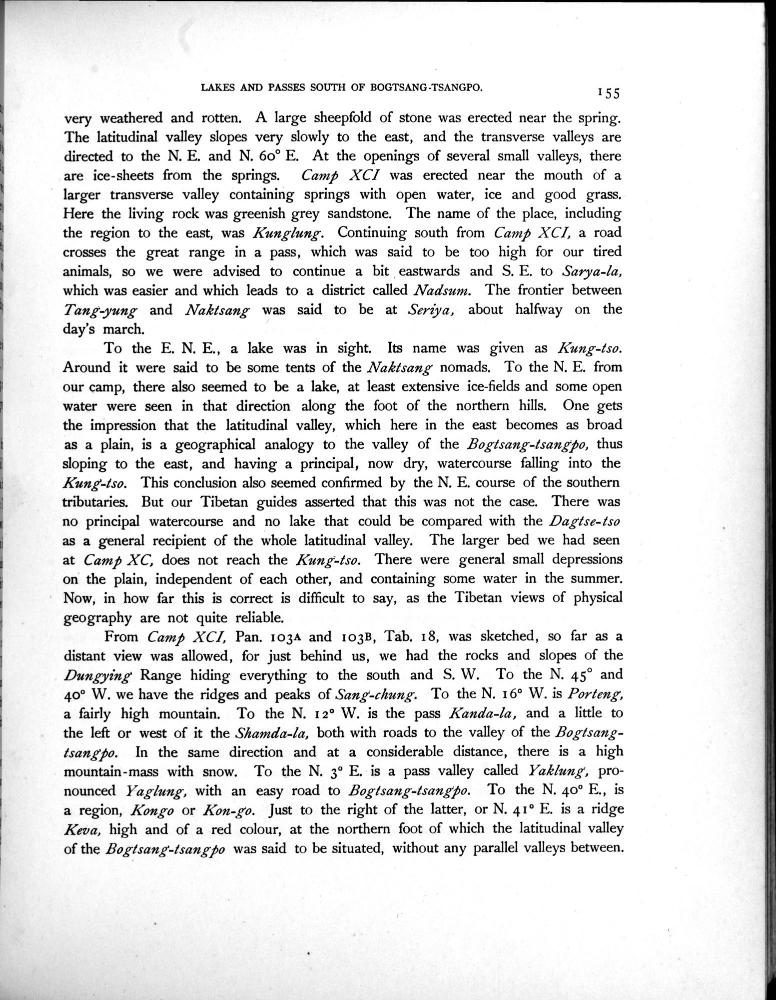 LAKES AND PASSES SOUTH OF BOGTSANG-TSANGPO.
155
very weathered and rotten. A large sheepfold of stone was erected near the spring.
The latitudinal valley slopes very slowly to the east, and the transverse valleys are
directed to the N. E. and N. 60° E. At the openings of several small valleys, there
are ice-sheets from the springs. Camp XCI was erected near the mouth of a
larger transverse valley containing springs with open water, ice and good grass.
Here the living rock was greenish grey sandstone. The name of the place, including
the region to the east, was Kunglung. Continuing south from Camp XCI, a road
crosses the great range in a pass, which was said to be too high for our tired
animals, so we were advised to continue a bit eastwards and S. E. to Sarya-la,
which was easier and which leads to a district called Nadsum. The frontier between
Tang-yung and Naktsang was said to be at Seriya, about halfway on the
day's march.
To the E. N. E., a lake was in sight. Its name was given as Kung-tso.
Around it were said to be some tents of the Naktsang nomads. To the N. E. from
our camp, there also seemed to be a lake, at least extensive ice-fields and some open
water were seen in that direction along the foot of the northern hills. One gets
the impression that the latitudinal valley, which here in the east becomes as broad
as a plain, is a geographical analogy to the valley of the Bogtsang-tsangpo, thus
sloping to the east, and having a principal, now dry, watercourse falling into the
Kung-tso. This conclusion also seemed confirmed by the N. E. course of the southern
tributaries. But our Tibetan guides asserted that this was not the case. There was
no principal watercourse and no lake that could be compared with the Dagtse-tso
as a general recipient of the whole latitudinal valley. The larger bed we had seen
at Camp XC, does not reach the Kung-tso. There were general small depressions
on the plain, independent of each other, and containing some water in the summer.
Now, in how far this is correct is difficult to say, as the Tibetan views of physical
geography are not quite reliable.
From Camp XCI, Pan. 103A and 103B, Tab. 18, was sketched, so far as a
distant view was allowed, for just behind us, we had the rocks and slopes of the
Dungying Range hiding everything to the south and S. W. To the N. 45° and
40° W. we have the ridges and peaks of Sang-chung. To the N. 16° W. is Porteng,
a fairly high mountain. To the N. 12° W. is the pass Kanda-la, and a little to
the left or west of it the Shamda-la, both with roads to the valley of the Bogtsang-
tsangpo. In the same direction and at a considerable distance, there is a high
mountain-mass with snow. To the N. 3° E. is a pass valley called Yaklung, pro-
nounced Yaglung, with an easy road to Bogtsang-tsangpo. To the N. 40° E., is
a region, Kongo or Kon-go. Just to the right of the latter, or N. 41° E. is a ridge
Keva, high and of a red colour, at the northern foot of which the latitudinal valley
of the Bogtsang-tsangpo was said to be situated, without any parallel valleys between.